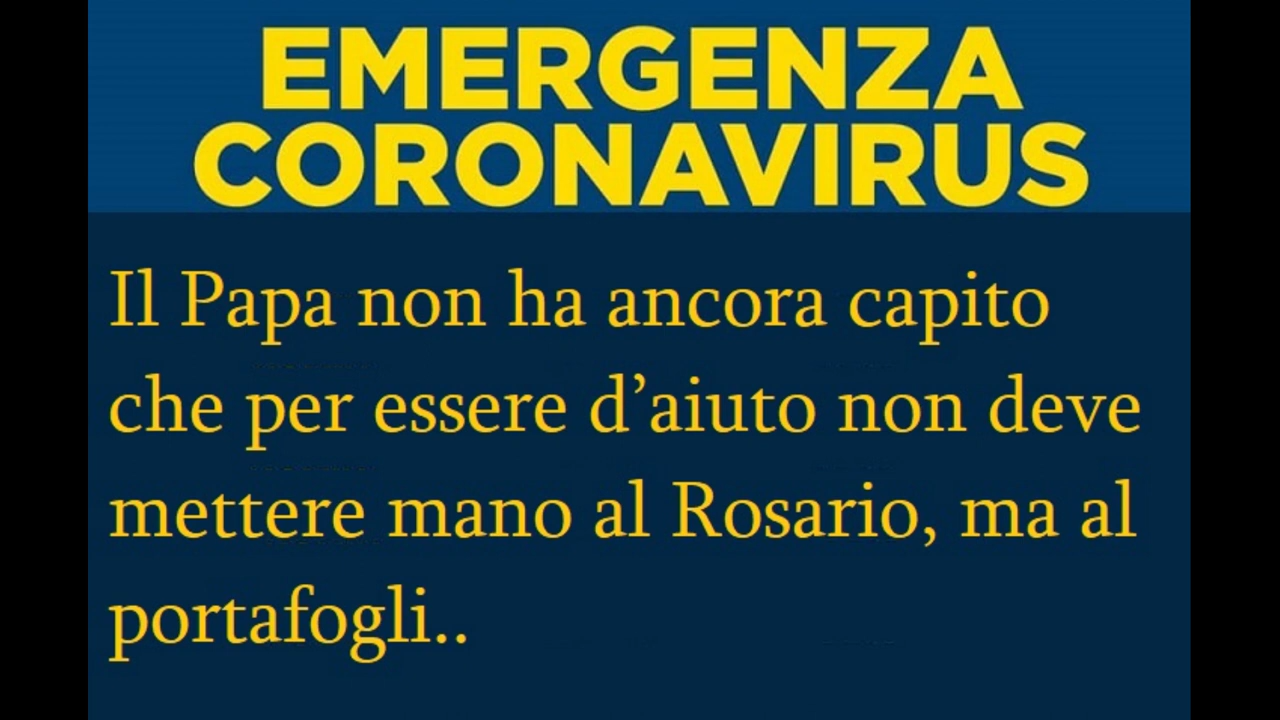 EMERGENZA
CORONAVIRUS
Il Papa non ha ancora capito
che per essere d’aiuto non deve
mettere mano al Rosario, ma al
portafogli..